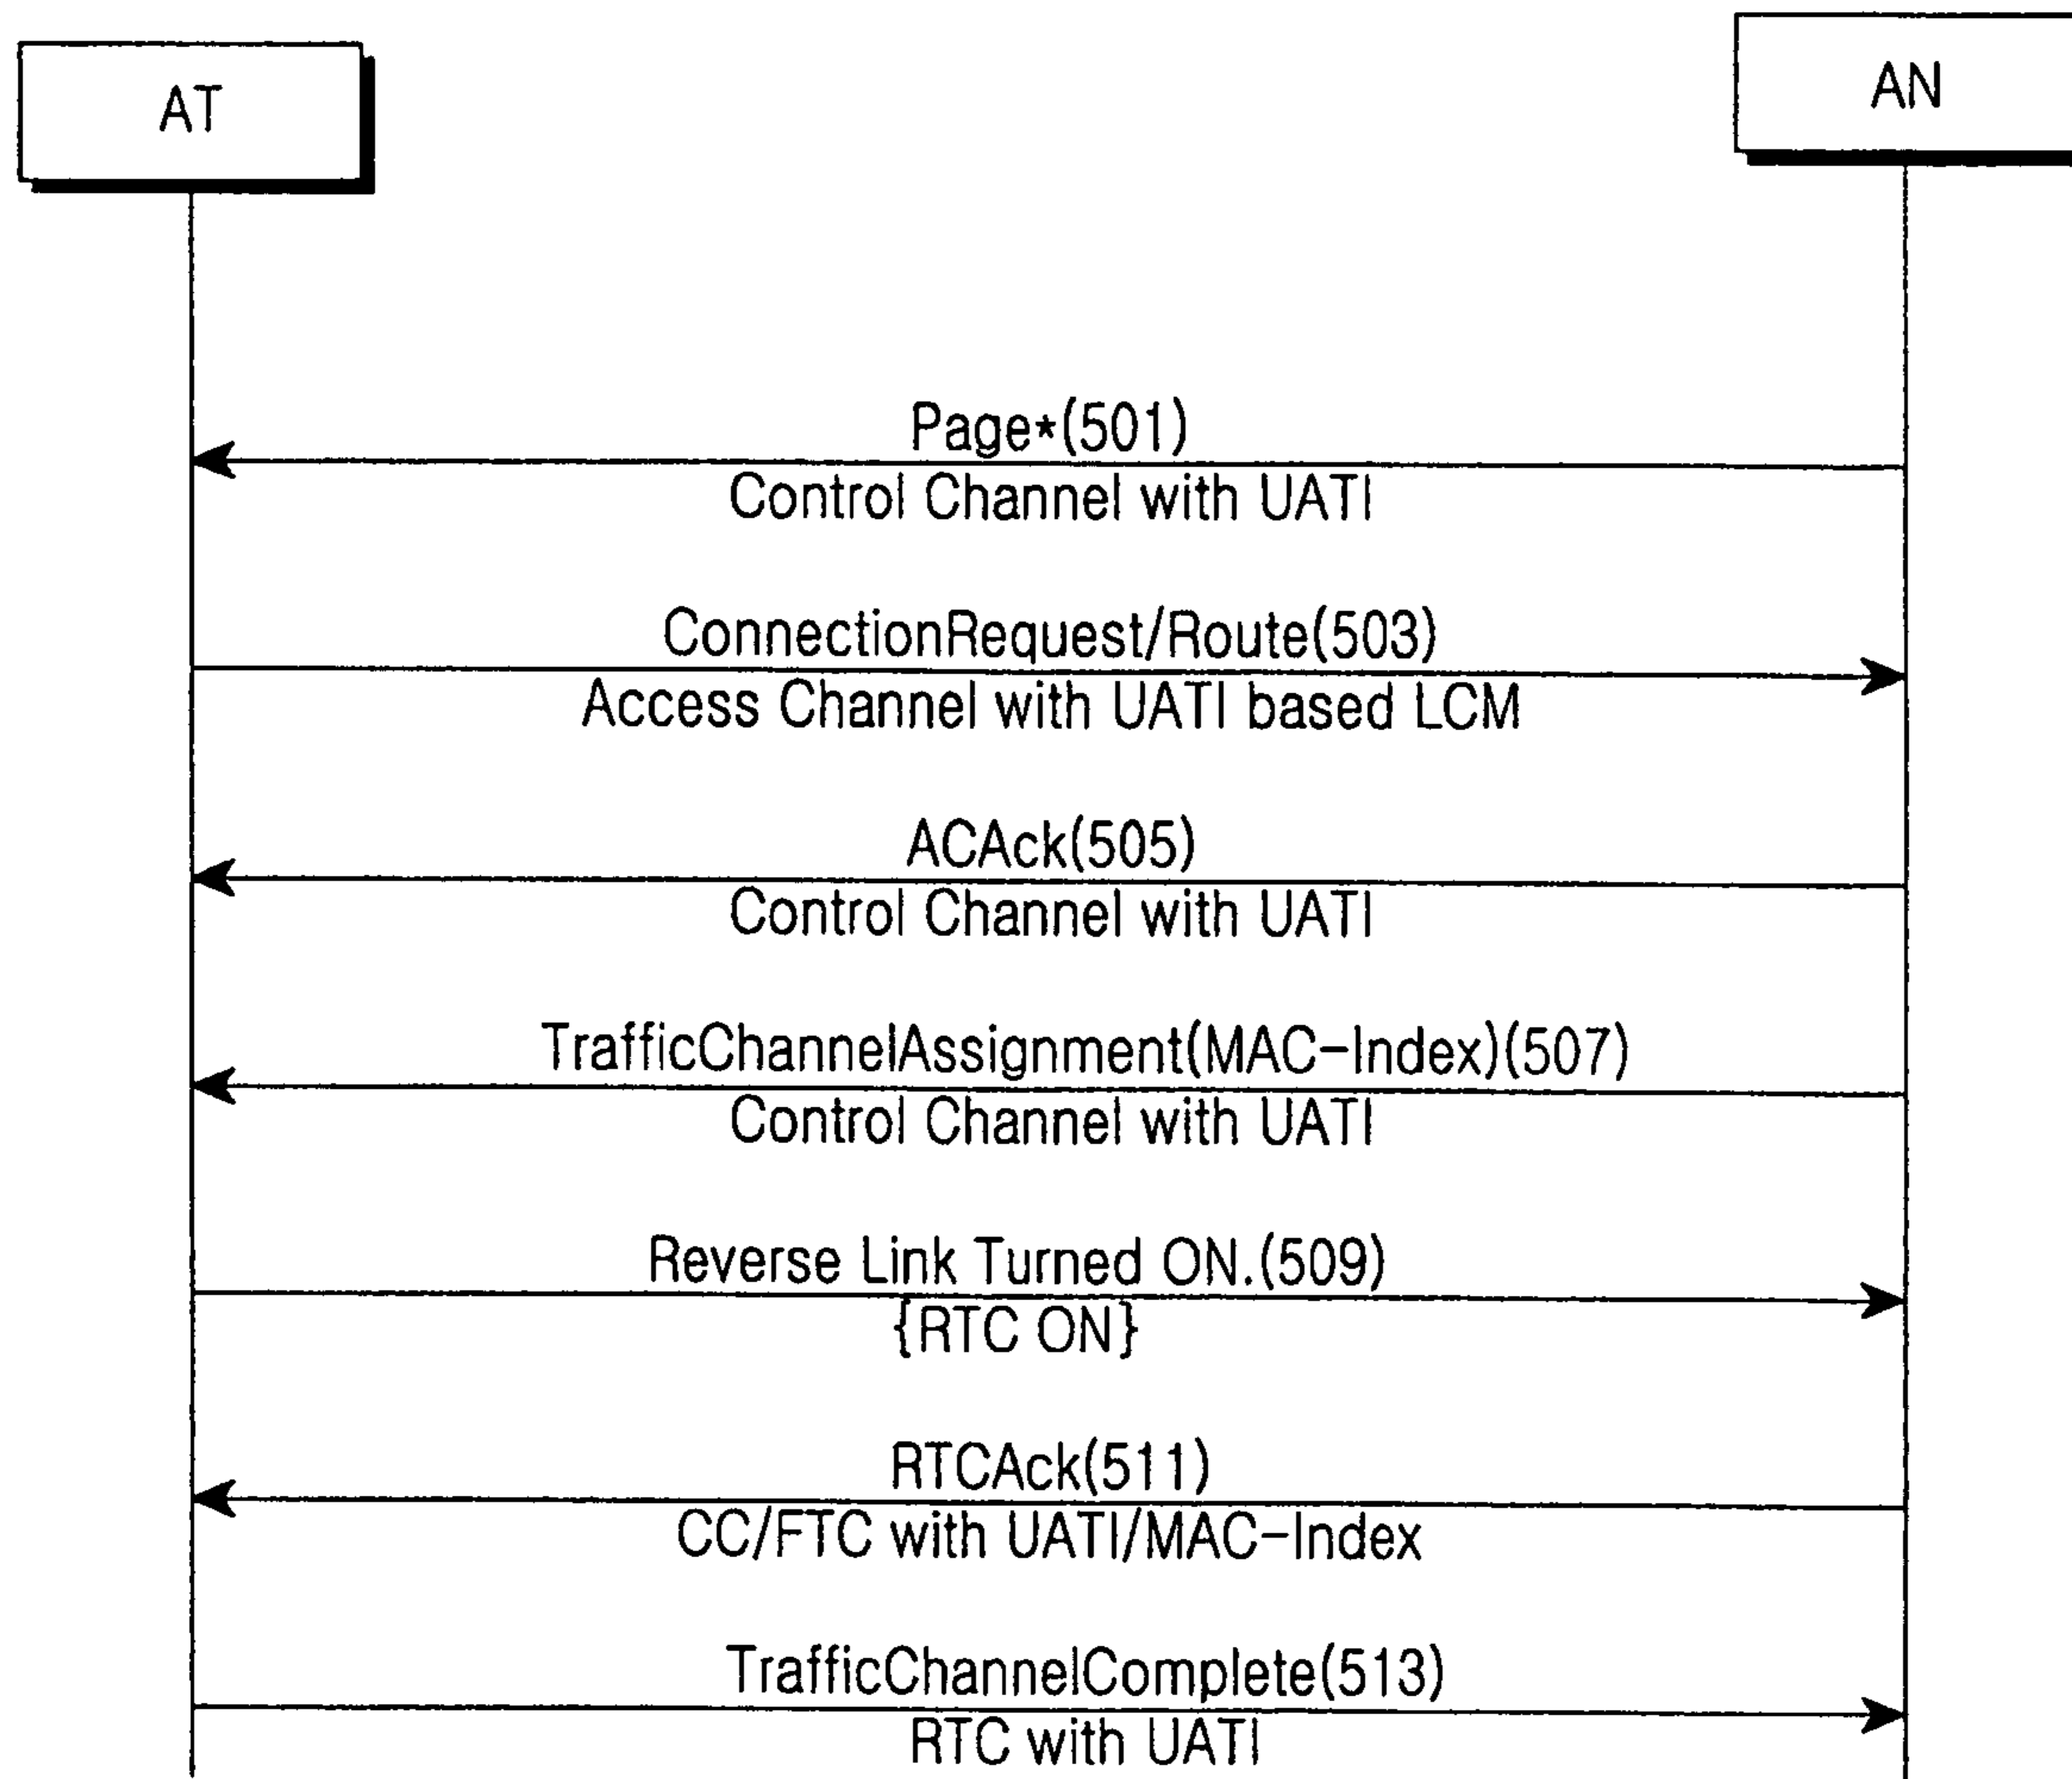 AT
AN
Page*(501)
Control Channel with UATI
ConnectionRequest/Route(503)
Access Channel with UATI based LCM
ACAck(505)
Control Channel with UATI
TrafficChannelAssignment(MAC-Index)(507)
Control Channel with UATI
Reverse Link Turned ON.(509)
{RTC ON}
RTCAck(511)
CC/FTC with UATI/MAC-Index
TrafficChannelComplete(513)
RTC with UATI